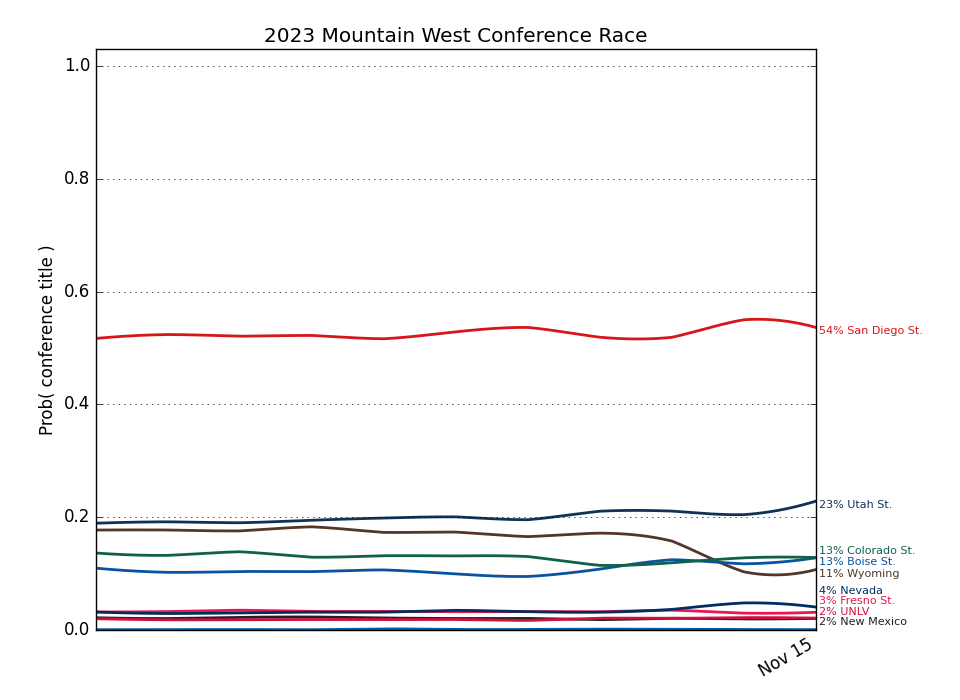 2023 Mountain West Conference Race
Prob( conference title )
1.0
0.8
0.6
0.4
0.2
0.0
54% San Diego St.
23% Utah St.
13% Colorado St.
13% Boise St.
11% Wyoming
4% Nevada
3% Fresno St.
2% UNLV
2% New Mexico
Nov 15